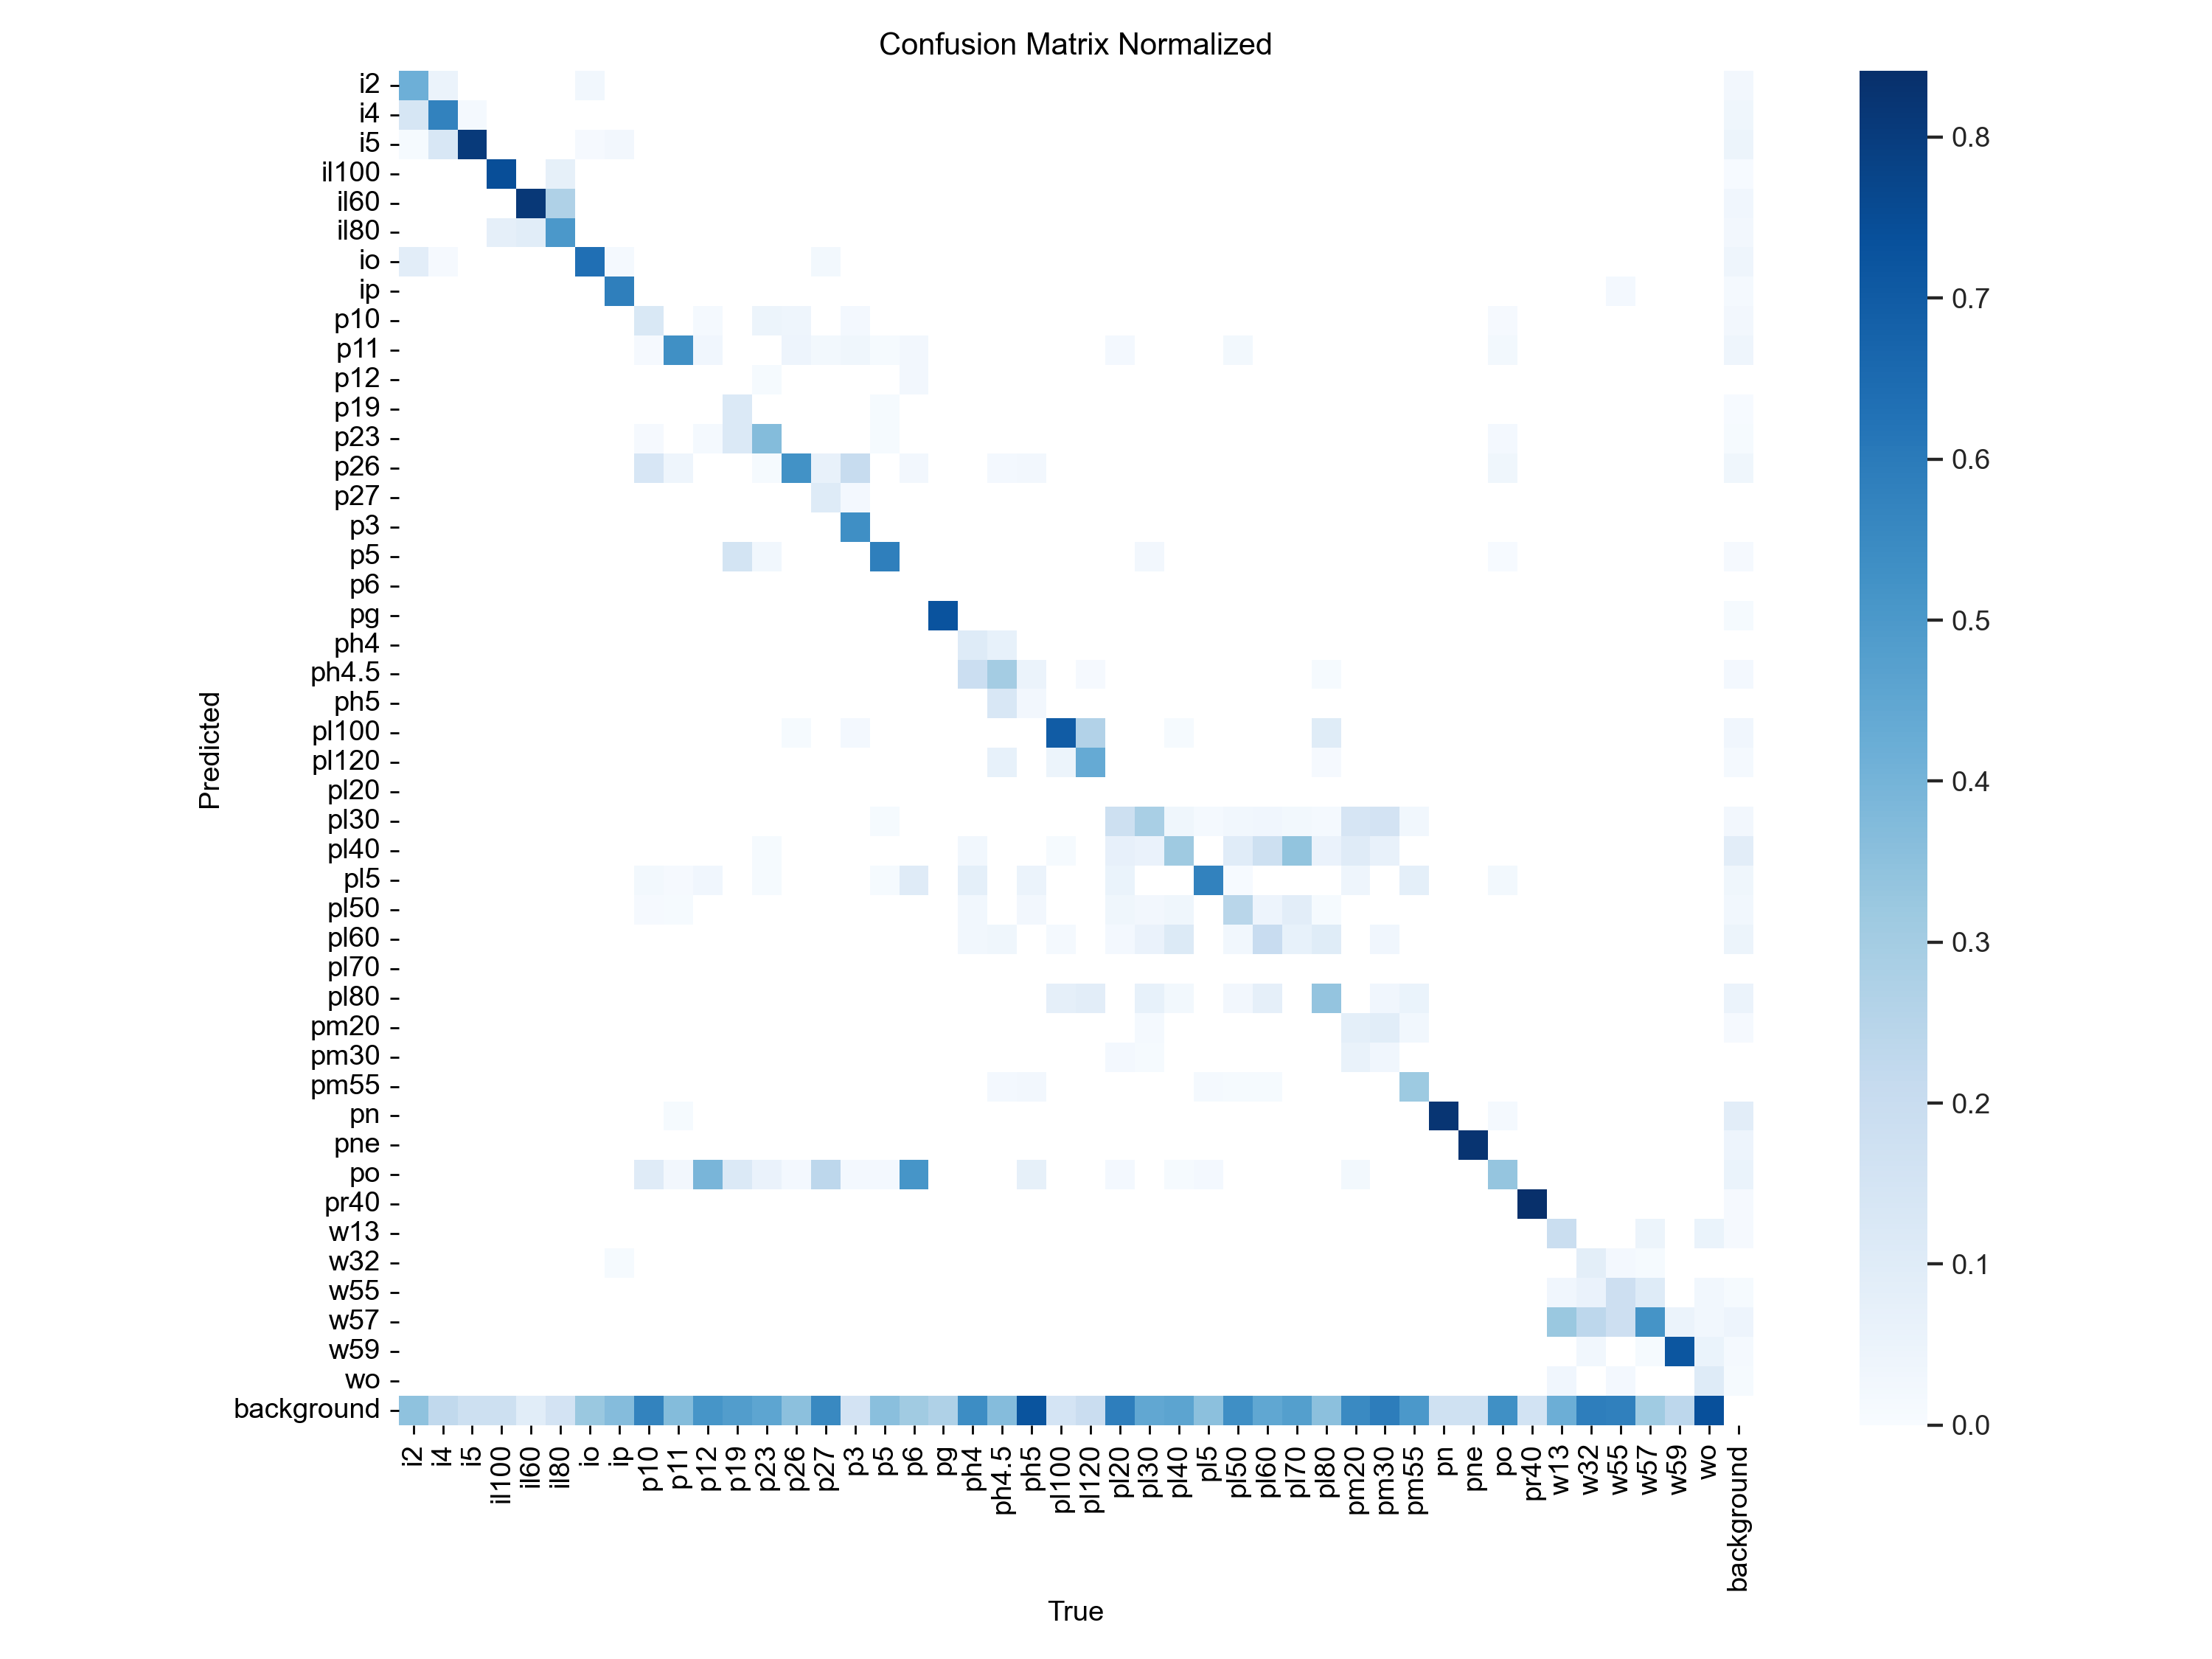 Confusion Matrix Normalized
i2
i4
i5
il100
il60
il80
io
ip
p10
p11
p12
p19
p23
p26
p27
p3
p5
p6
pg
ph4
ph4.5
ph5
pl100
pl120
pl20
pl30
pl40
pl5
pl50
pl60
pl70
pl80
pm20
pm30
pm55
pn
pne
po
pr40
w13
w32
w55
w57
w59
wo
background
Predicted
i2 i4 i5 il100 il60 il80 io ip p10 p11 p12 p19 p23 p26 p27 p3 p5 p6 pg ph4 ph4.5 ph5 pl100 pl120 pl20 pl30 pl40 pl5 pl50 pl60 pl70 pl80 pm20 pm30 pm55 pn pne po pr40 w13 w32 w55 w57 w59 wo background
True
0.8
0.7
0.6
0.5
0.4
0.3
0.2
0.1
0.0